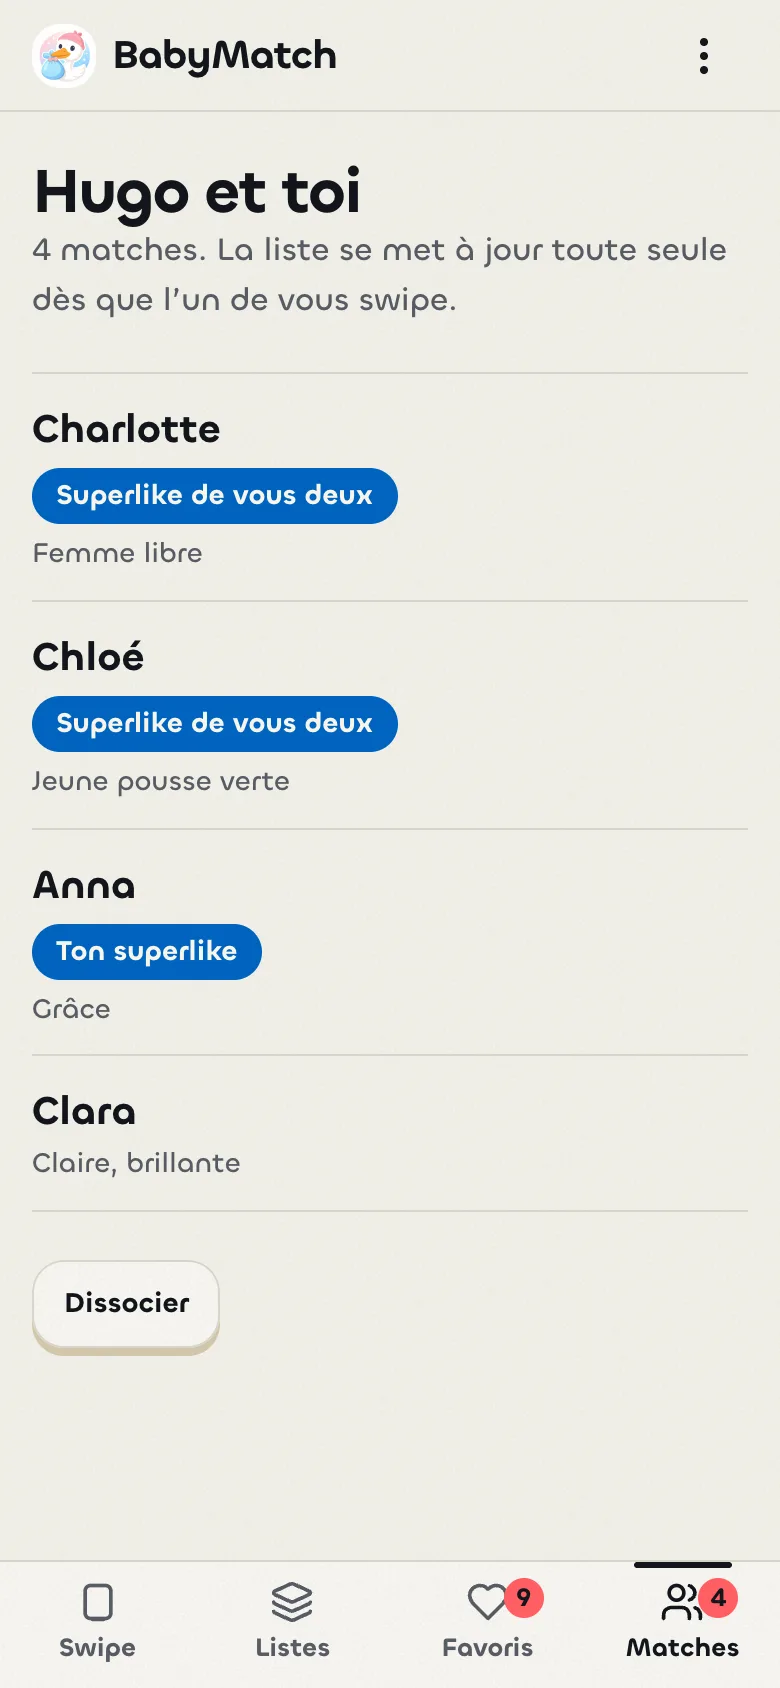 BabyMatch
Hugo et toi
4 matches. La liste se met à jour toute seule
dès que l’un de vous swipe.
Charlotte
Superlike de vous deux
Femme libre
Chloé
Superlike de vous deux
Jeune pousse verte
Anna
Ton superlike
Grâce
Clara
Claire, brillante
Dissocier
9
4
Swipe
Listes
Favoris
Matches